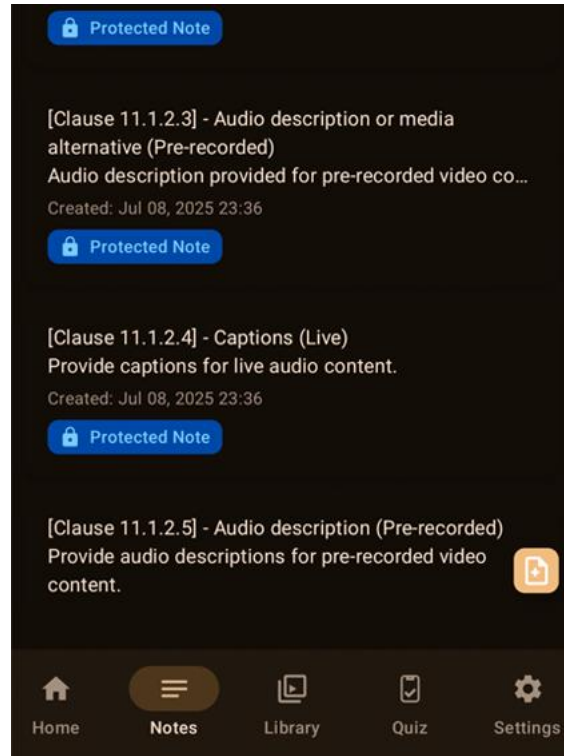 Protected Note
[Clause 11.1.2.3] - Audio description or media
alternative (Pre-recorded)
Audio description provided for pre-recorded video co...
Created: Jul 08, 2025 23:36
Protected Note
[Clause 11.1.2.4] - Captions (Live)
Provide captions for live audio content.
Created: Jul 08, 2025 23:36
Protected Note
[Clause 11.1.2.5] - Audio description (Pre-recorded)
Provide audio descriptions for pre-recorded video
content.
Home Notes Library Quiz Settings